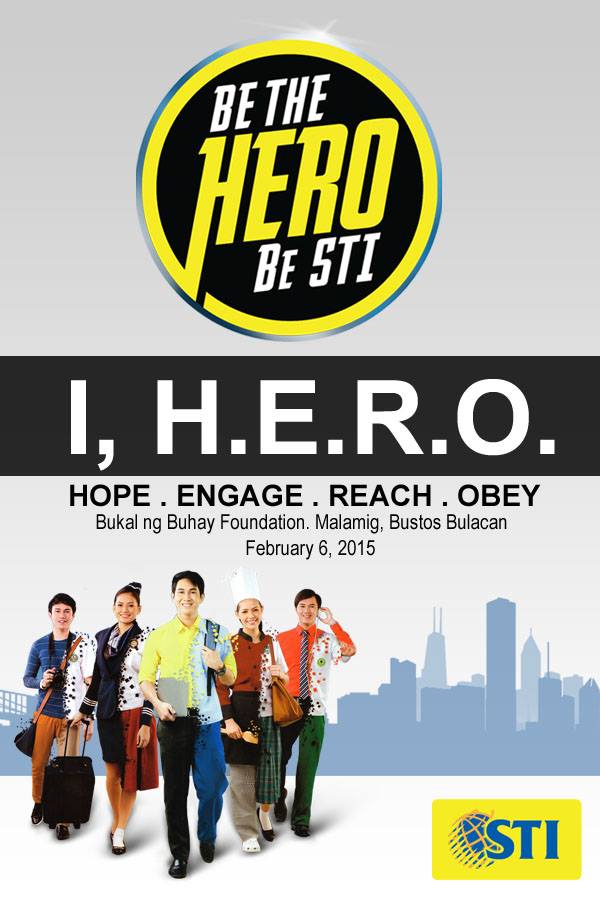 BE THE
HERO
BE STI
I, H.E.R.O.
HOPE . ENGAGE . REACH . OBEY
Bukal ng Buhay Foundation. Malamig, Bustos Bulacan
February 6, 2015
STI